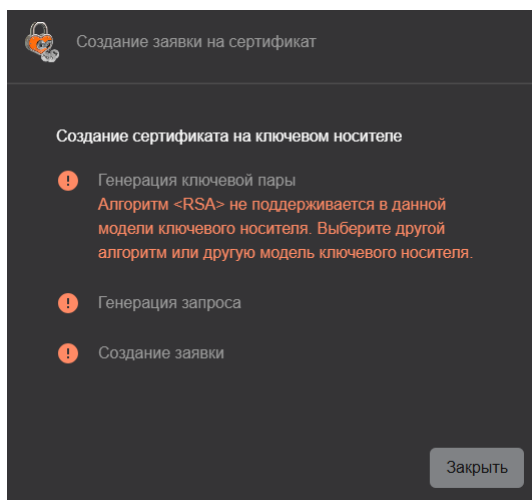 Создание заявки на сертификат
Создание сертификата на ключевом носителе
Генерация ключевой пары
Алгоритм <RSA> не поддерживается в данной
модели ключевого носителя. Выберите другой
алгоритм или другую модель ключевого носителя.
Генерация запроса
Создание заявки
Закрыть